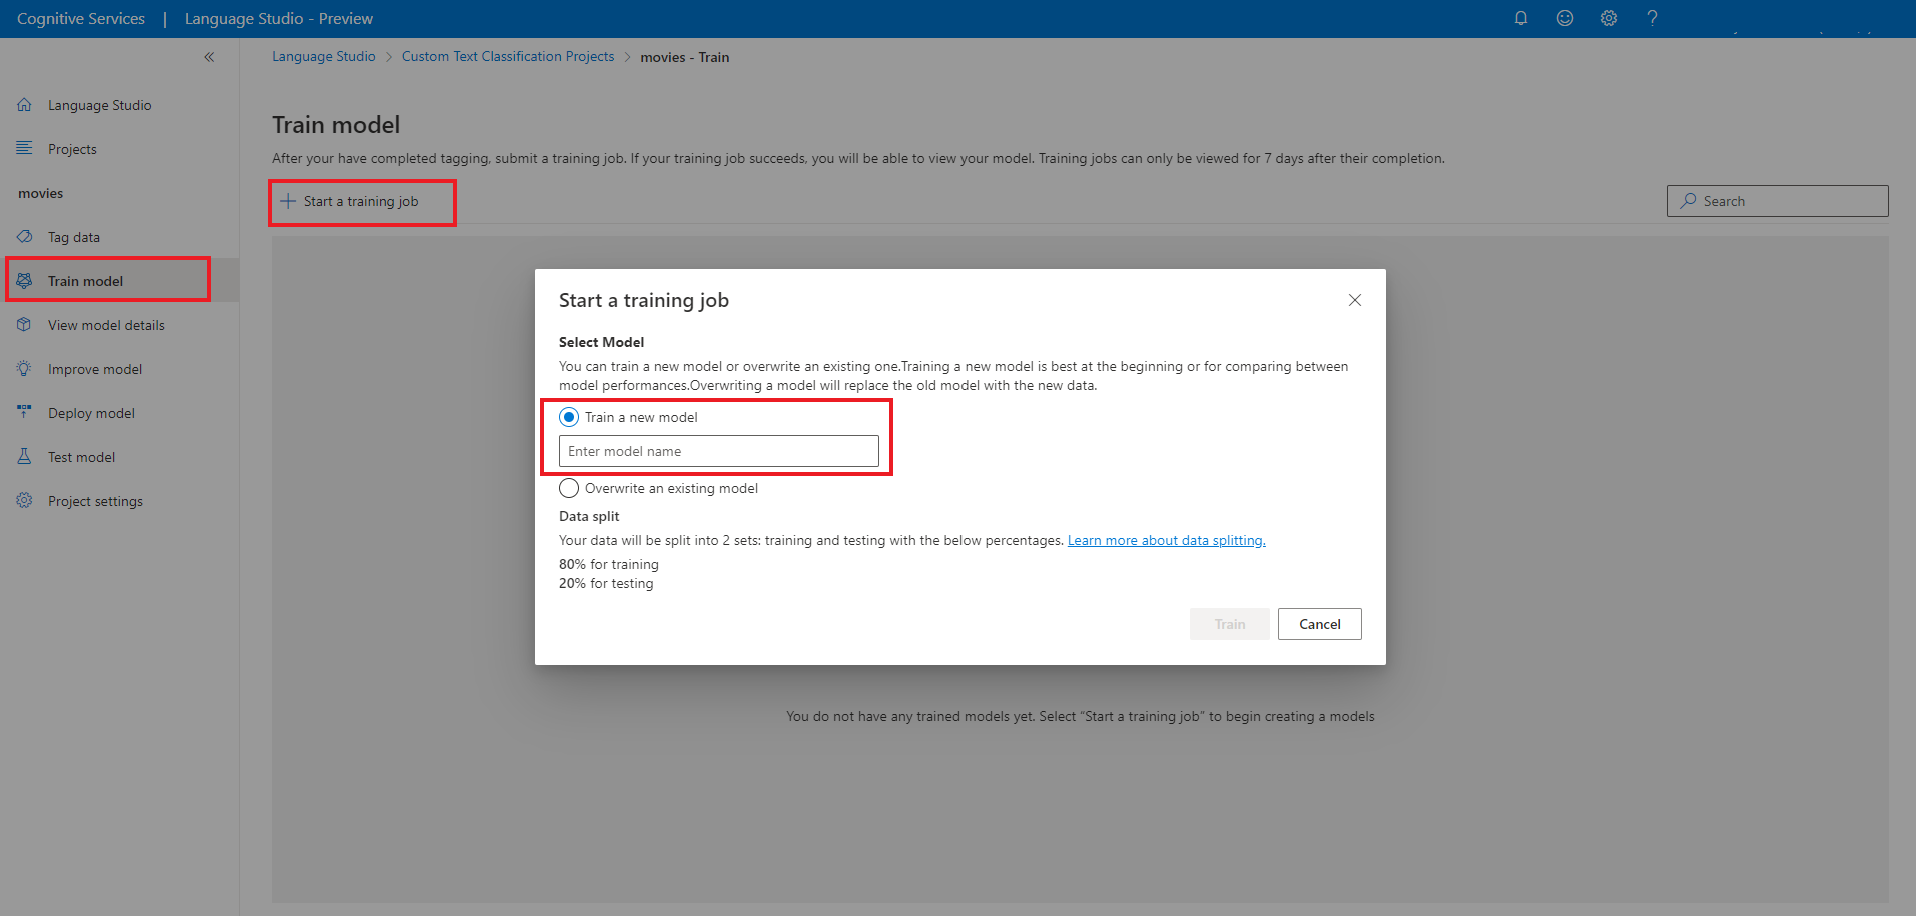 Cognitive Services | Language Studio - Preview
Language Studio > Custom Text Classification Projects > movies - Train
Language Studio
Projects
movies
Tag data
Train model
View model details
Improve model
Deploy model
Test model
Project settings
Train model
After your have completed tagging, submit a training job. If your training job succeeds, you will be able to view your model. Training jobs can only be viewed for 7 days after their completion.
Start a training job
Search
Start a training job
Select Model
You can train a new model or overwrite an existing one.Training a new model is best at the beginning or for comparing between
model performances.Overwriting a model will replace the old model with the new data.
Train a new model
Enter model name
Overwrite an existing model
Data split
Your data will be split into 2 sets: training and testing with the below percentages. Learn more about data splitting.
80% for training
20% for testing
Train
Cancel
You do not have any trained models yet. Select “Start a training job” to begin creating a models